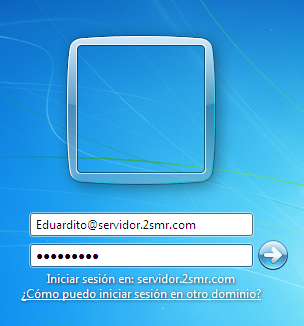 Eduardito@servidor.2smr.com
●●●●●●●●●
Iniciar sesión en: servidor.2smr.com
¿Cómo puedo iniciar sesión en otro dominio?